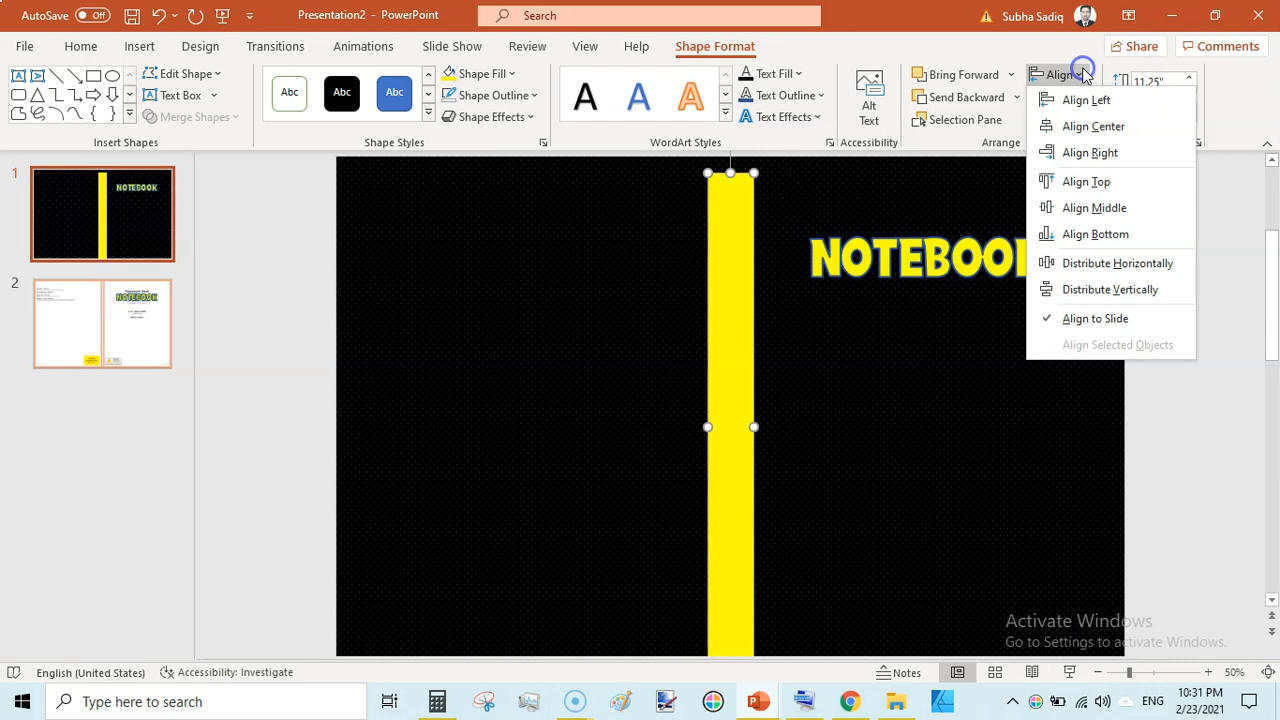 AutoSave Off Presentation2 - PowerPoint Search Subha Sadiq
File Home Insert Design Transitions Animations Slide Show Review View Help Shape Format Share Comments
Edit Shape
Text Box
Merge Shapes
Insert Shapes
Abc Abc Abc
Shape Fill
Shape Outline
Shape Effects
Shape Styles
A A A
Text Fill
Text Outline
Text Effects
WordArt Styles
Alt
Text
Accessibility
Bring Forward
Send Backward
Selection Pane
Arrange
Align
11.25"
Align Left
Align Center
Align Right
Align Top
Align Middle
Align Bottom
Distribute Horizontally
Distribute Vertically
Align to Slide
Align Selected Objects
1
NOTEBOOK
2
NOTEBOOK
NOTEBOOK
Activate Windows
Go to Settings to activate Windows.
English (United States) Accessibility: Investigate Notes 50%
Type here to search
ENG
10:31 PM
2/23/2021